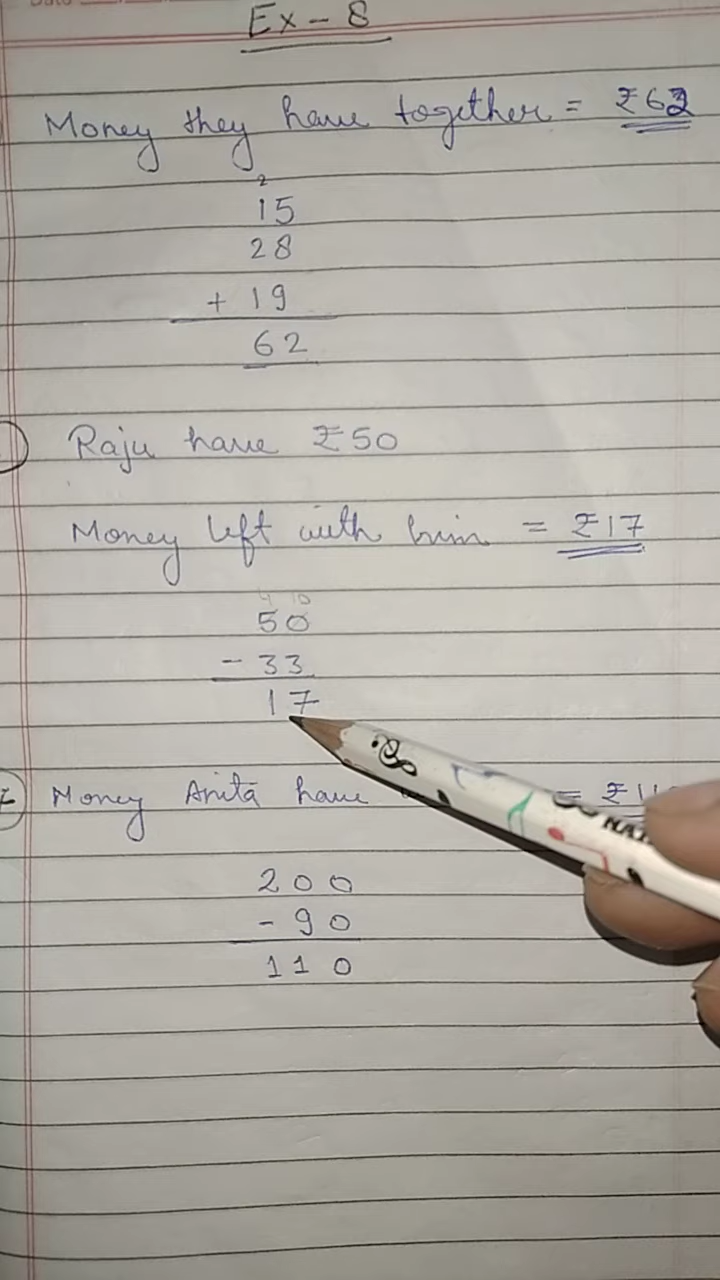 Ex - 8
Money they have together = ₹62
2
15
28
+ 19
62
Raju have ₹50
Money left with him = ₹17
4 10
50
- 33
17
Money Anita have = ₹11
200
- 90
110